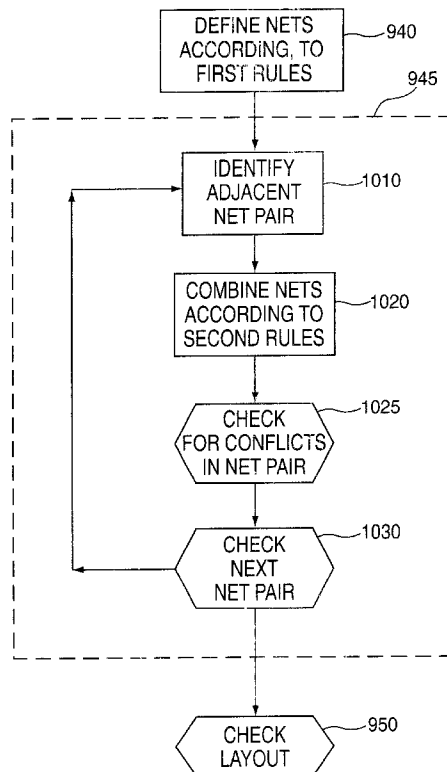 DEFINE NETS
ACCORDING, TO
FIRST RULES
940
945
IDENTIFY
ADJACENT
NET PAIR
1010
COMBINE NETS
ACCORDING TO
SECOND RULES
1020
CHECK
FOR CONFLICTS
IN NET PAIR
1025
CHECK
NEXT
NET PAIR
1030
CHECK
LAYOUT
950